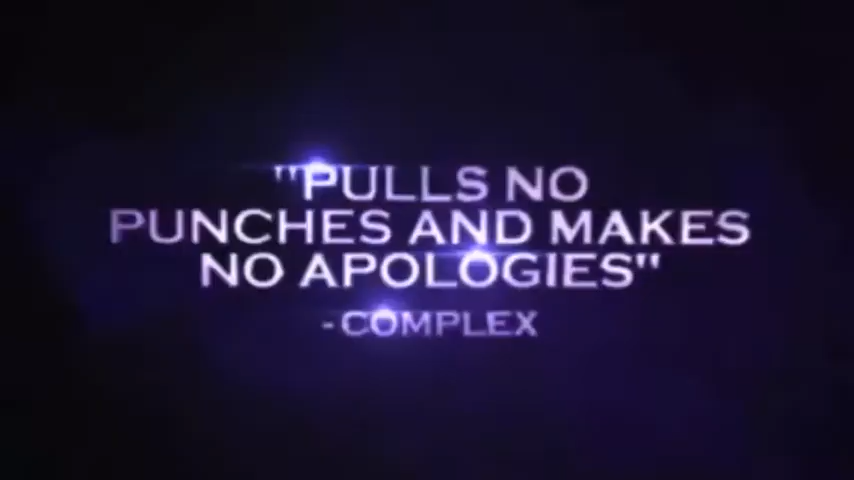 "PULLS NO
PUNCHES AND MAKES
NO APOLOGIES"
-COMPLEX